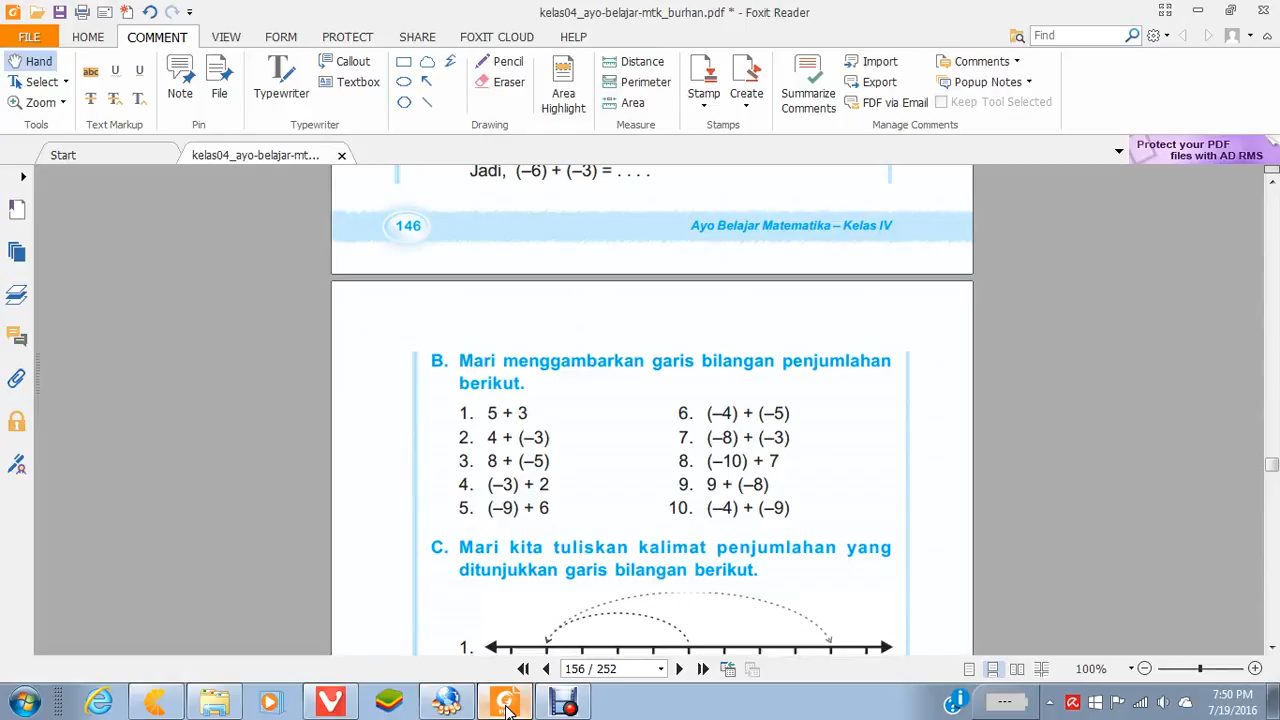 kelas04_ayo-belajar-mtk_burhan.pdf * - Foxit Reader
FILE HOME COMMENT VIEW FORM PROTECT SHARE FOXIT CLOUD HELP
Find
Hand
Select
Zoom
Tools
abc U U
T T T
Text Markup
Note
File
Pin
Typewriter
Callout
Textbox
Typewriter
Pencil
Eraser
Area Highlight
Drawing
Distance
Perimeter
Area
Measure
Stamp
Create
Stamps
Summarize Comments
Import
Export
FDF via Email
Comments
Popup Notes
Keep Tool Selected
Manage Comments
Start
kelas04_ayo-belajar-mt...
Protect your PDF
files with AD RMS
Jadi, (–6) + (–3) = . . . .
146
Ayo Belajar Matematika – Kelas IV
B. Mari menggambarkan garis bilangan penjumlahan
berikut.
1. 5 + 3
2. 4 + (–3)
3. 8 + (–5)
4. (–3) + 2
5. (–9) + 6
6. (–4) + (–5)
7. (–8) + (–3)
8. (–10) + 7
9. 9 + (–8)
10. (–4) + (–9)
C. Mari kita tuliskan kalimat penjumlahan yang
ditunjukkan garis bilangan berikut.
1.
156 / 252
100%
7:50 PM
7/19/2016